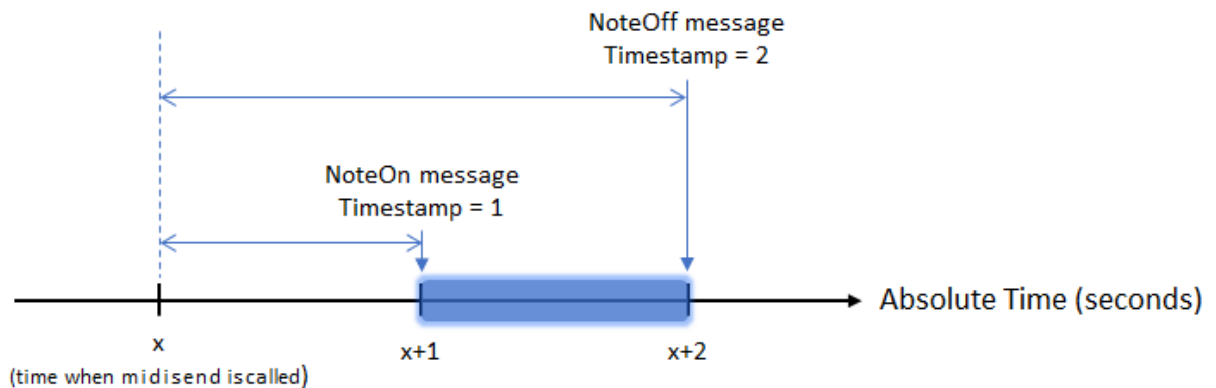 NoteOff message
Timestamp = 2
NoteOn message
Timestamp = 1
Absolute Time (seconds)
x
x+1
x+2
(time when midisend iscalled)